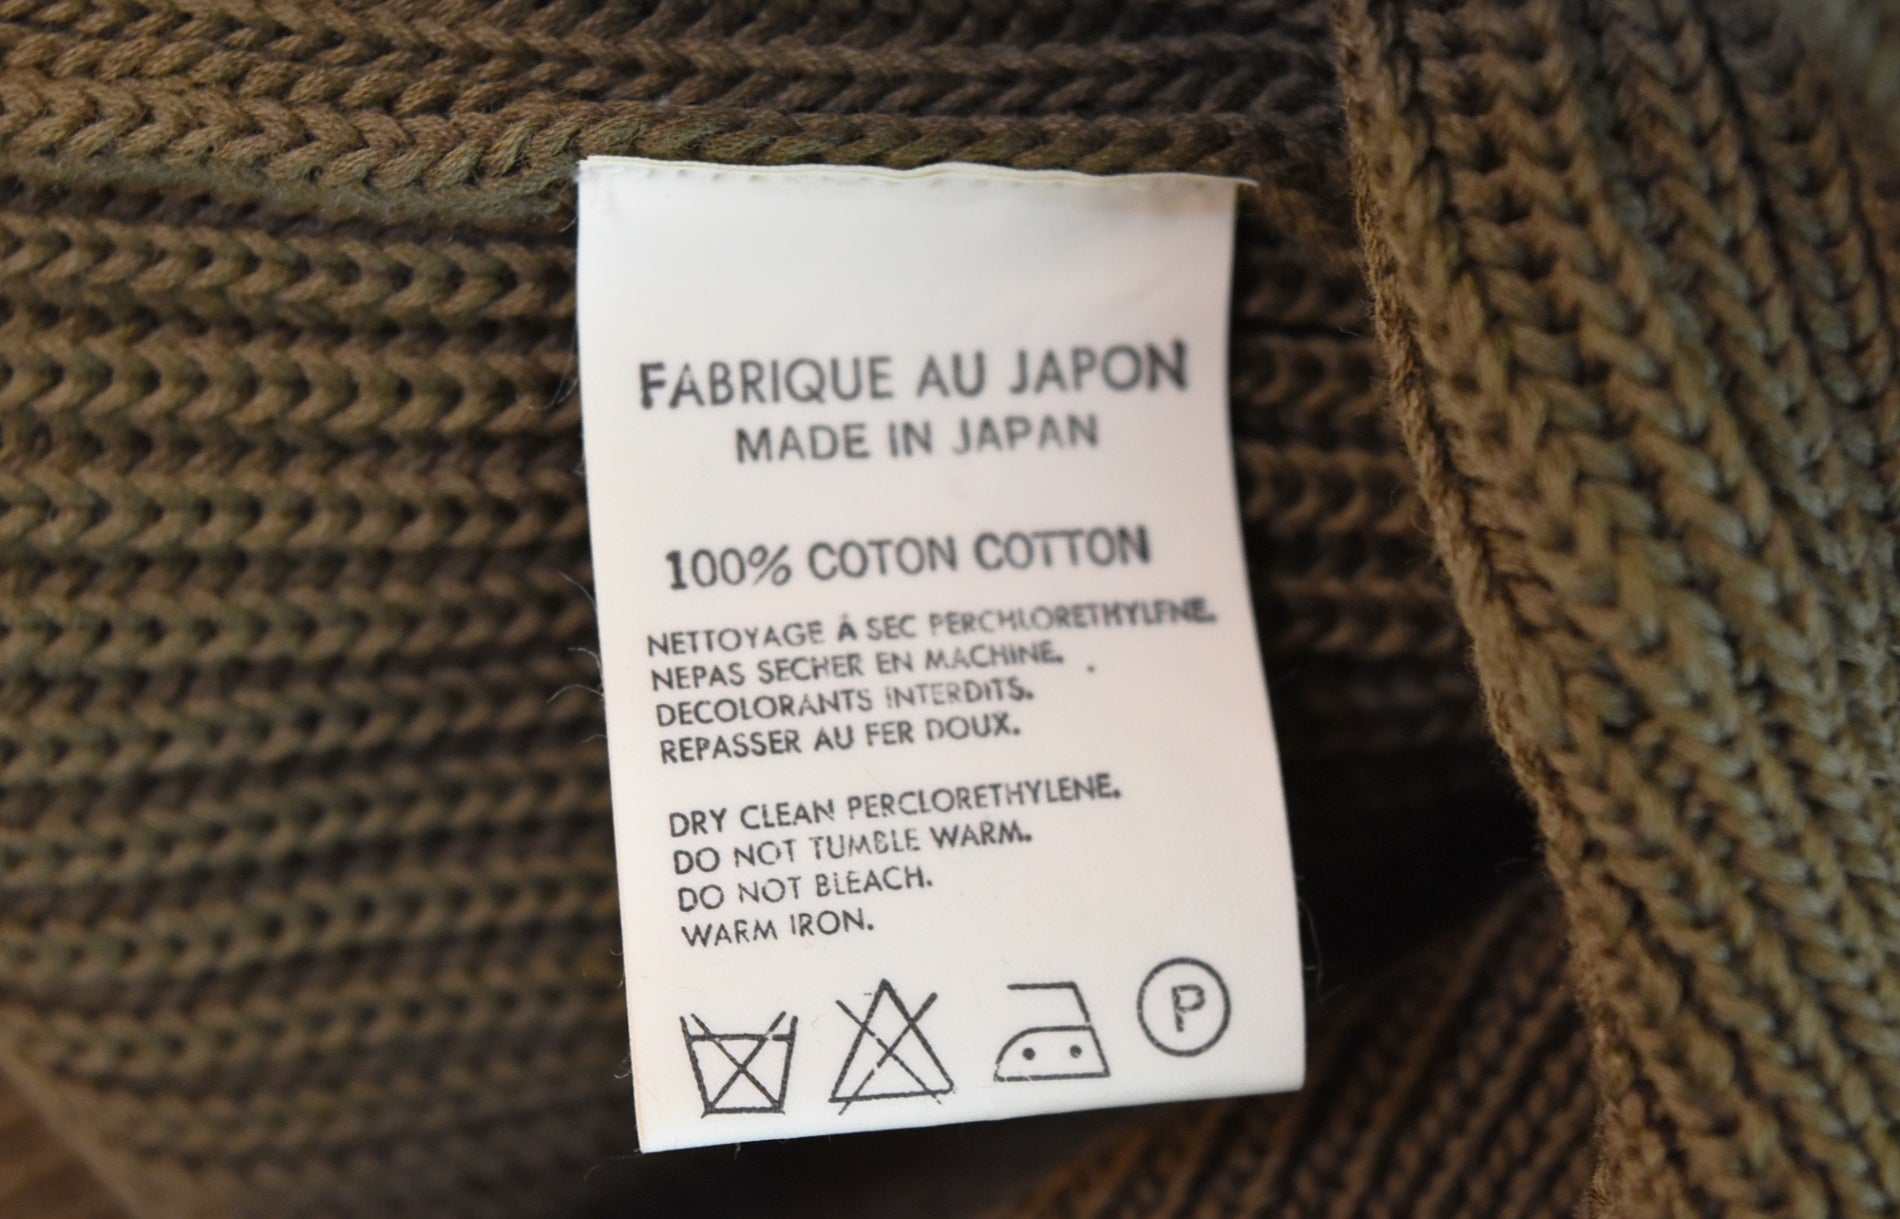 FABRIQUE AU JAPON
MADE IN JAPAN
100% COTON COTTON
NETTOYAGE À SEC PERCHLORETHYLENE.
NEPAS SECHER EN MACHINE.
DECOLORANTS INTERDITS.
REPASSER AU FER DOUX.
DRY CLEAN PERCLORETHYLENE.
DO NOT TUMBLE WARM.
DO NOT BLEACH.
WARM IRON.
P